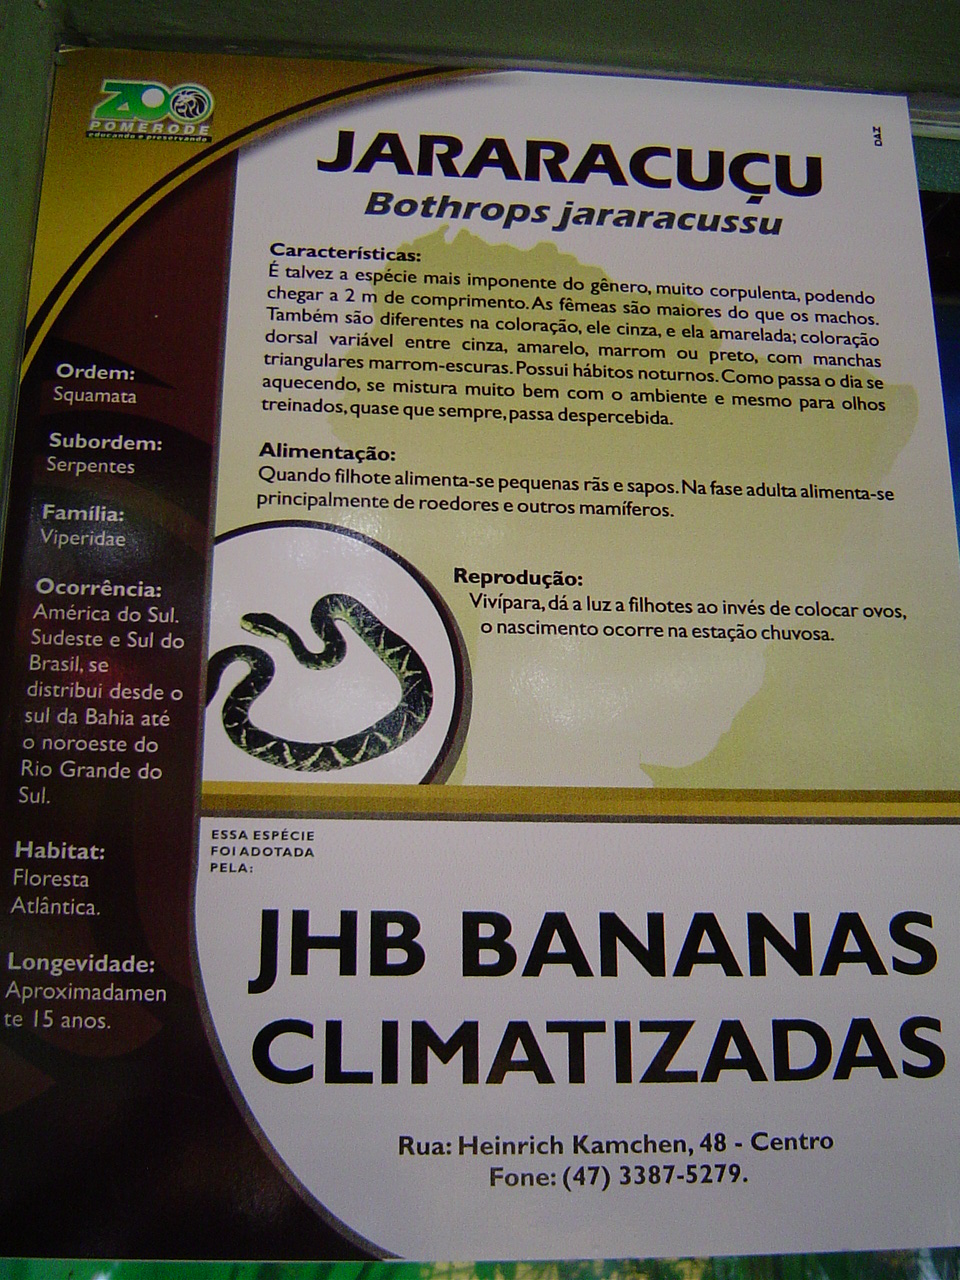 ZOO
POMERODE
educando e preservando
DAZ
JARARACUÇU
Bothrops jararacussu
Características:
É talvez a espécie mais imponente do gênero, muito corpulenta, podendo
chegar a 2 m de comprimento. As fêmeas são maiores do que os machos.
Também são diferentes na coloração, ele cinza, e ela amarelada; coloração
dorsal variável entre cinza, amarelo, marrom ou preto, com manchas
triangulares marrom-escuras. Possui hábitos noturnos. Como passa o dia se
aquecendo, se mistura muito bem com o ambiente e mesmo para olhos
treinados, quase que sempre, passa despercebida.
Alimentação:
Quando filhote alimenta-se pequenas rãs e sapos. Na fase adulta alimenta-se
principalmente de roedores e outros mamíferos.
Reprodução:
Vivípara, dá a luz a filhotes ao invés de colocar ovos,
o nascimento ocorre na estação chuvosa.
Ordem:
Squamata
Subordem:
Serpentes
Família:
Viperidae
Ocorrência:
América do Sul.
Sudeste e Sul do
Brasil, se
distribui desde o
sul da Bahia até
o noroeste do
Rio Grande do
Sul.
Habitat:
Floresta
Atlântica.
Longevidade:
Aproximadamen
te 15 anos.
ESSA ESPÉCIE
FOI ADOTADA
PELA:
JHB BANANAS
CLIMATIZADAS
Rua: Heinrich Kamchen, 48 - Centro
Fone: (47) 3387-5279.